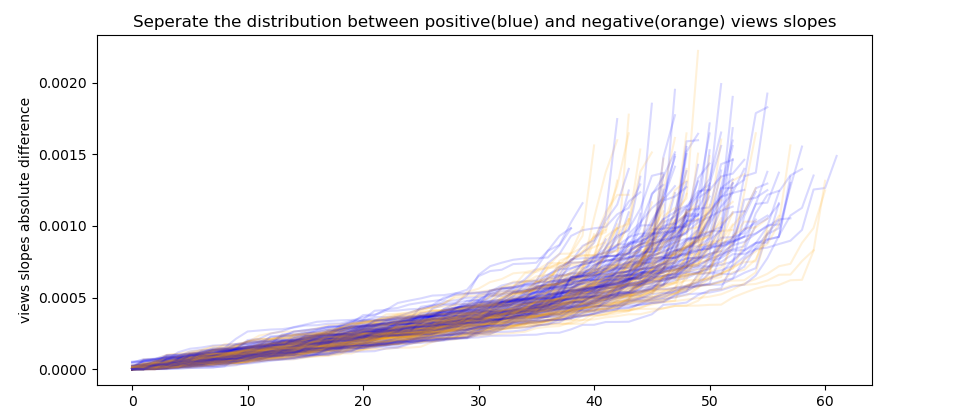 Seperate the distribution between positive(blue) and negative(orange) views slopes
views slopes absolute difference
0.0020
0.0015
0.0010
0.0005
0.0000
0 10 20 30 40 50 60